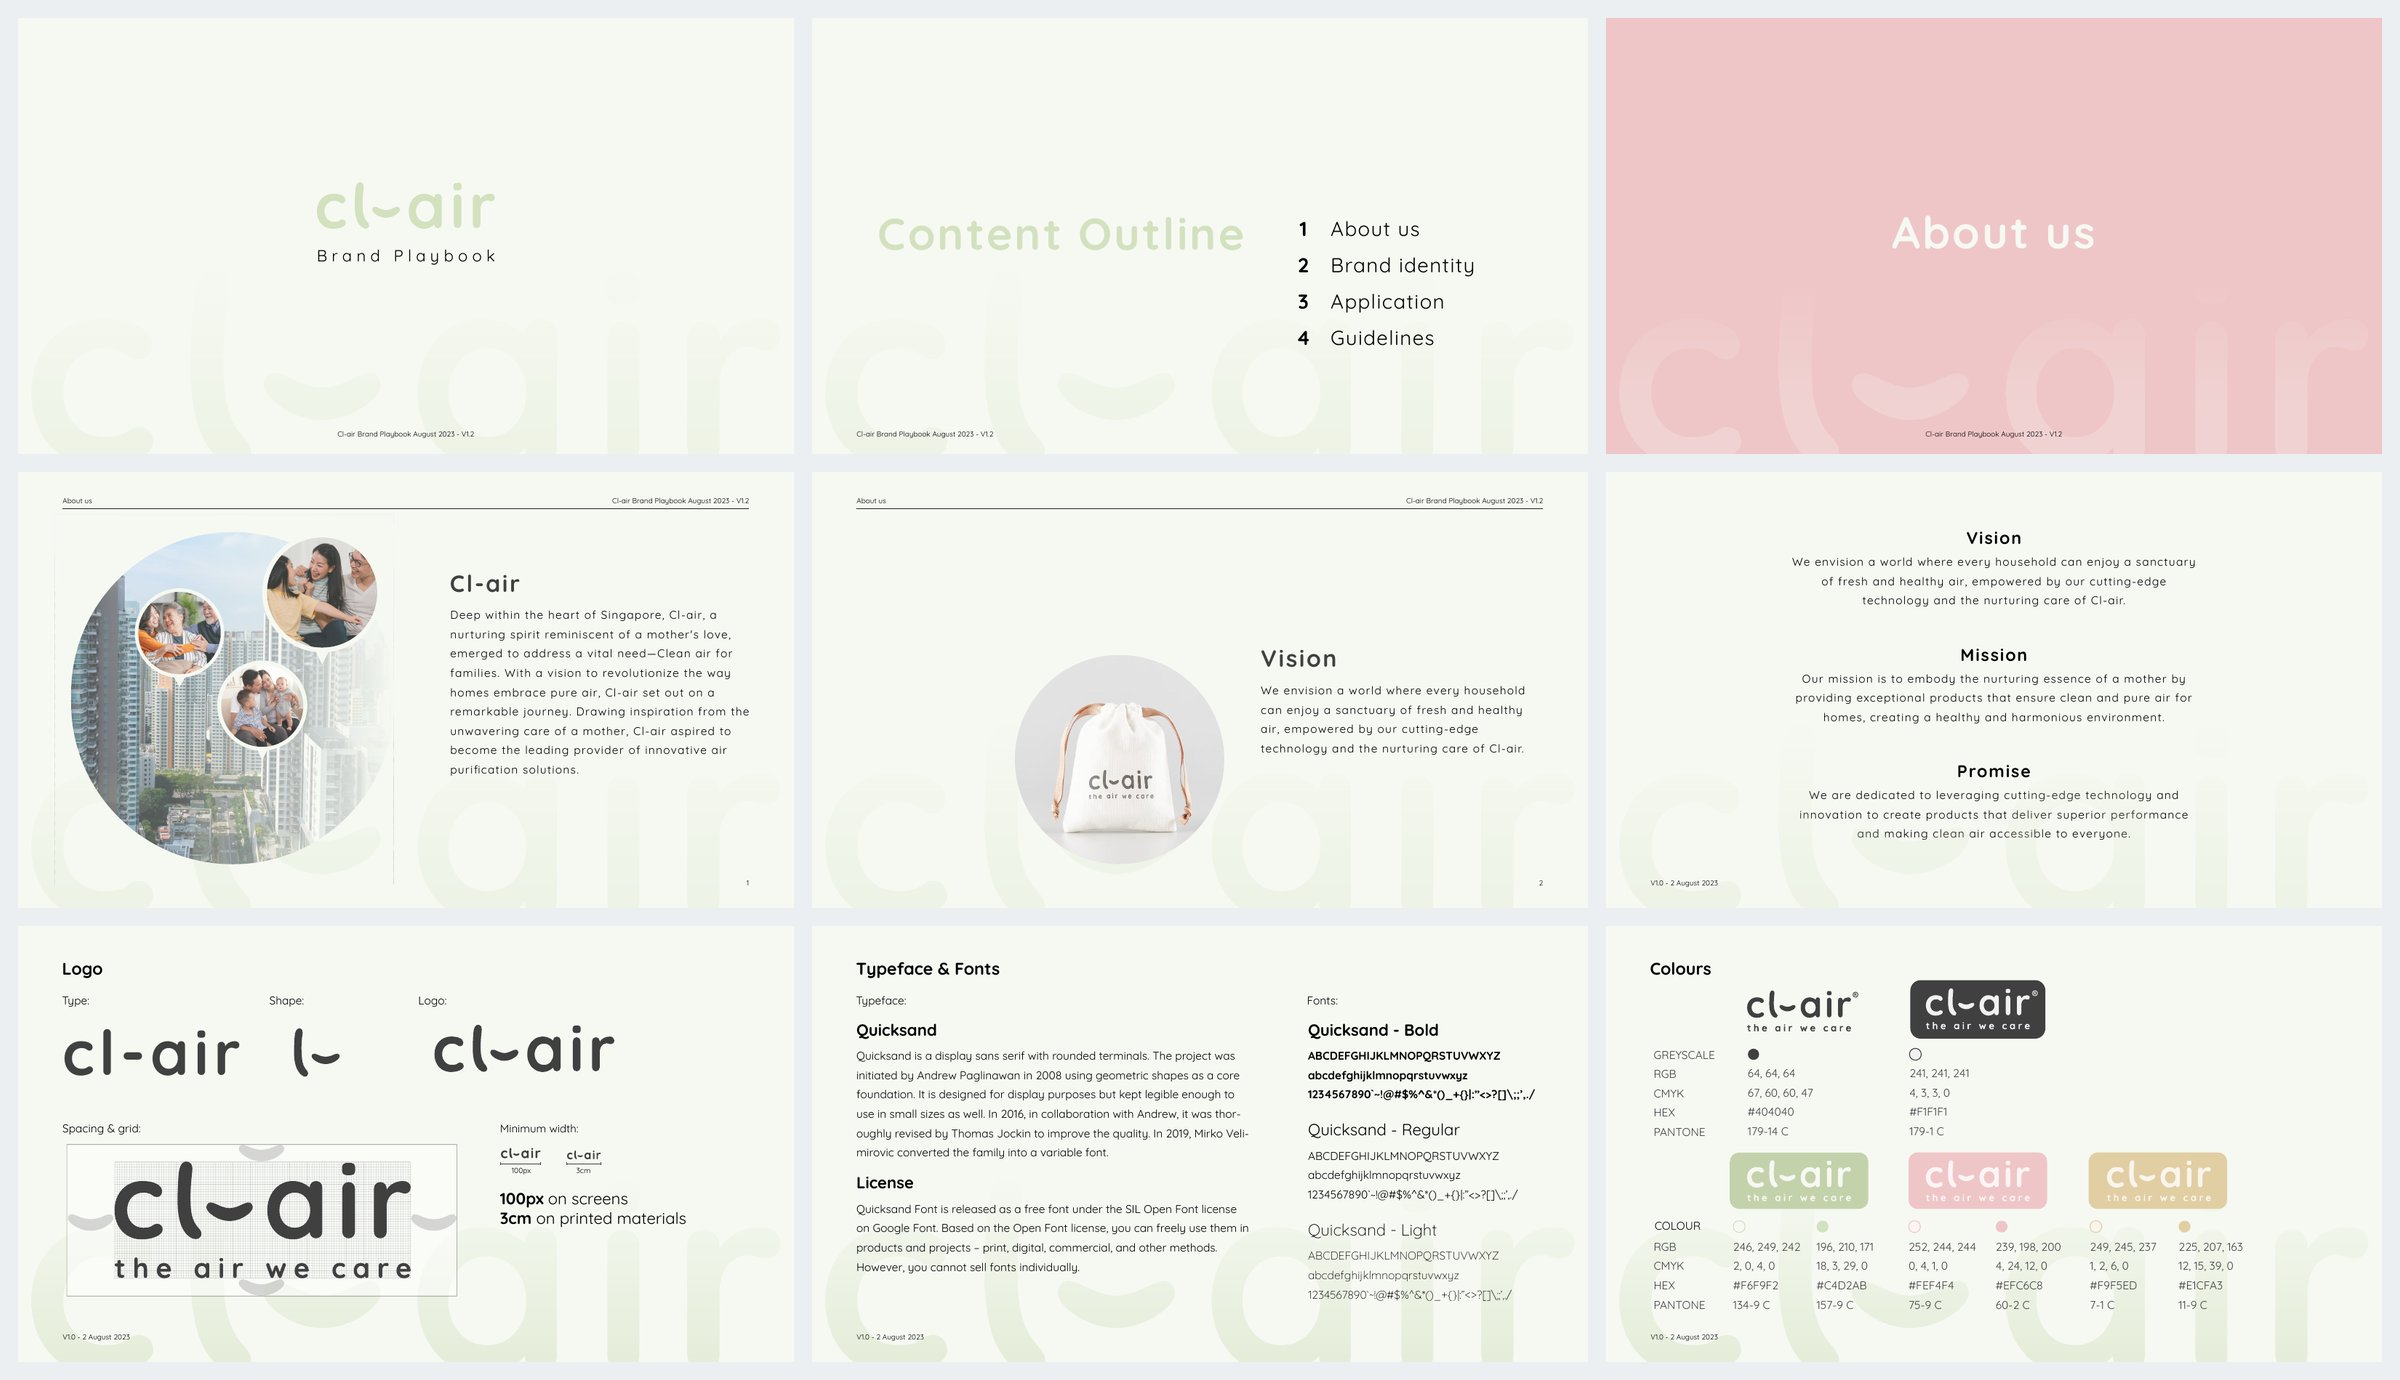 cl-air
Brand Playbook
Cl-air Brand Playbook August 2023 - V1.2
Content Outline
1 About us
2 Brand identity
3 Application
4 Guidelines
Cl-air Brand Playbook August 2023 - V1.2
About us
Cl-air Brand Playbook August 2023 - V1.2
About us
Cl-air Brand Playbook August 2023 - V1.2
Cl-air
Deep within the heart of Singapore, Cl-air, a
nurturing spirit reminiscent of a mother's love,
emerged to address a vital need—Clean air for
families. With a vision to revolutionize the way
homes embrace pure air, Cl-air set out on a
remarkable journey. Drawing inspiration from the
unwavering care of a mother, Cl-air aspired to
become the leading provider of innovative air
purification solutions.
1
About us
Cl-air Brand Playbook August 2023 - V1.2
cl-air
the air we care
Vision
We envision a world where every household
can enjoy a sanctuary of fresh and healthy
air, empowered by our cutting-edge
technology and the nurturing care of Cl-air.
2
Vision
We envision a world where every household can enjoy a sanctuary
of fresh and healthy air, empowered by our cutting-edge
technology and the nurturing care of Cl-air.
Mission
Our mission is to embody the nurturing essence of a mother by
providing exceptional products that ensure clean and pure air for
homes, creating a healthy and harmonious environment.
Promise
We are dedicated to leveraging cutting-edge technology and
innovation to create products that deliver superior performance
and making clean air accessible to everyone.
V1.0 - 2 August 2023
Logo
Type: Shape: Logo:
cl-air l- cl-air
Spacing & grid:
cl-air
the air we care
Minimum width:
cl-air cl-air
100px 3cm
100px on screens
3cm on printed materials
V1.0 - 2 August 2023
Typeface & Fonts
Typeface:
Quicksand
Quicksand is a display sans serif with rounded terminals. The project was
initiated by Andrew Paglinawan in 2008 using geometric shapes as a core
foundation. It is designed for display purposes but kept legible enough to
use in small sizes as well. In 2016, in collaboration with Andrew, it was thor-
oughly revised by Thomas Jockin to improve the quality. In 2019, Mirko Veli-
mirovic converted the family into a variable font.
License
Quicksand Font is released as a free font under the SIL Open Font license
on Google Font. Based on the Open Font license, you can freely use them in
products and projects – print, digital, commercial, and other methods.
However, you cannot sell fonts individually.
Fonts:
Quicksand - Bold
ABCDEFGHIJKLMNOPQRSTUVWXYZ
abcdefghijklmnopqrstuvwxyz
1234567890`~!@#$%^&*()_+{}|:"<>?[]\;;',./
Quicksand - Regular
ABCDEFGHIJKLMNOPQRSTUVWXYZ
abcdefghijklmnopqrstuvwxyz
1234567890`~!@#$%^&*()_+{}|:"<>?[]\;;',./
Quicksand - Light
ABCDEFGHIJKLMNOPQRSTUVWXYZ
abcdefghijklmnopqrstuvwxyz
1234567890`~!@#$%^&*()_+{}|:"<>?[]\;;',./
V1.0 - 2 August 2023
Colours
cl-air® cl-air®
the air we care the air we care
GREYSCALE
RGB 64, 64, 64 241, 241, 241
CMYK 67, 60, 60, 47 4, 3, 3, 0
HEX #404040 #F1F1F1
PANTONE 179-14 C 179-1 C
cl-air cl-air cl-air
the air we care the air we care the air we care
COLOUR
RGB 246, 249, 242 196, 210, 171 252, 244, 244 239, 198, 200 249, 245, 237 225, 207, 163
CMYK 2, 0, 4, 0 18, 3, 29, 0 0, 4, 1, 0 4, 24, 12, 0 1, 2, 6, 0 12, 15, 39, 0
HEX #F6F9F2 #C4D2AB #FEF4F4 #EFC6C8 #F9F5ED #E1CFA3
PANTONE 134-9 C 157-9 C 75-9 C 60-2 C 7-1 C 11-9 C
V1.0 - 2 August 2023